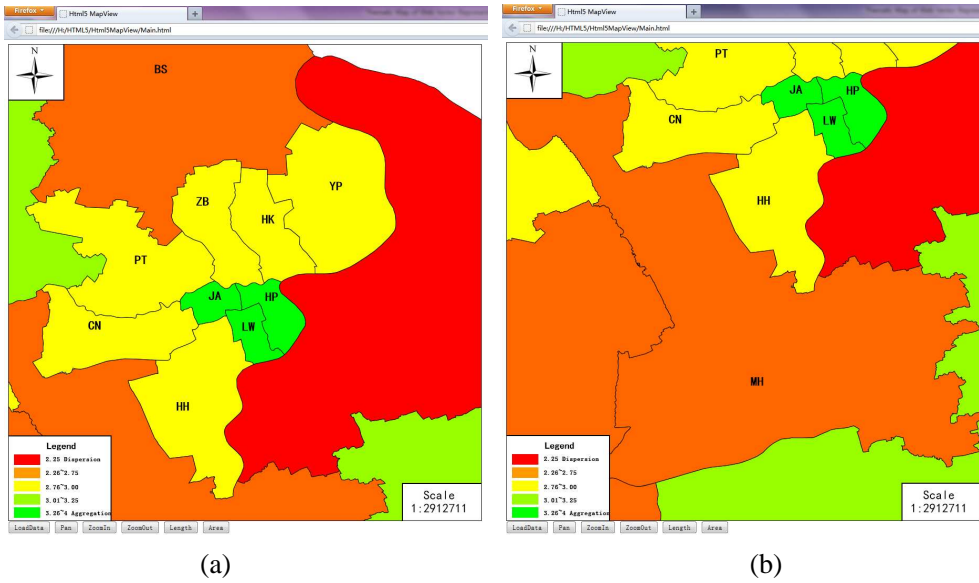 Firefox
Html5 MapView
+
file:///H:/HTML5/Html5MapView/Main.html
N
BS
YP
ZB
HK
PT
JA
HP
LW
CN
HH
Legend
2.25 Dispersion
2.26~2.75
2.76~3.00
3.01~3.25
3.26~4 Aggregation
Scale
1:2912711
LoadData Pan ZoomIn ZoomOut Length Area
(a)
Firefox
Html5 MapView
+
file:///H:/HTML5/Html5MapView/Main.html
N
PT
JA
HP
CN
LW
HH
MH
Legend
2.25 Dispersion
2.26~2.75
2.76~3.00
3.01~3.25
3.26~4 Aggregation
Scale
1:2912711
LoadData Pan ZoomIn ZoomOut Length Area
(b)